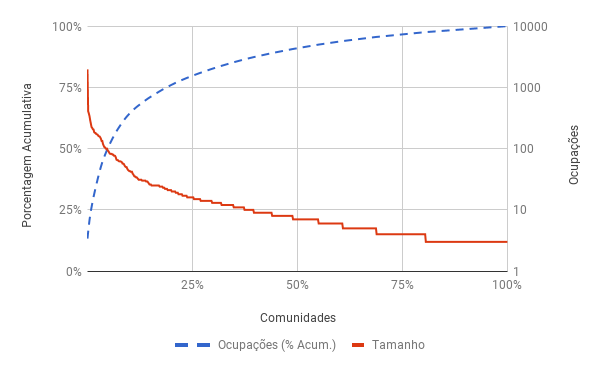 100%
75%
50%
25%
0%
Porcentagem Acumulativa
10000
1000
100
10
1
Ocupações
25%
50%
75%
100%
Comunidades
Ocupações (% Acum.)
Tamanho